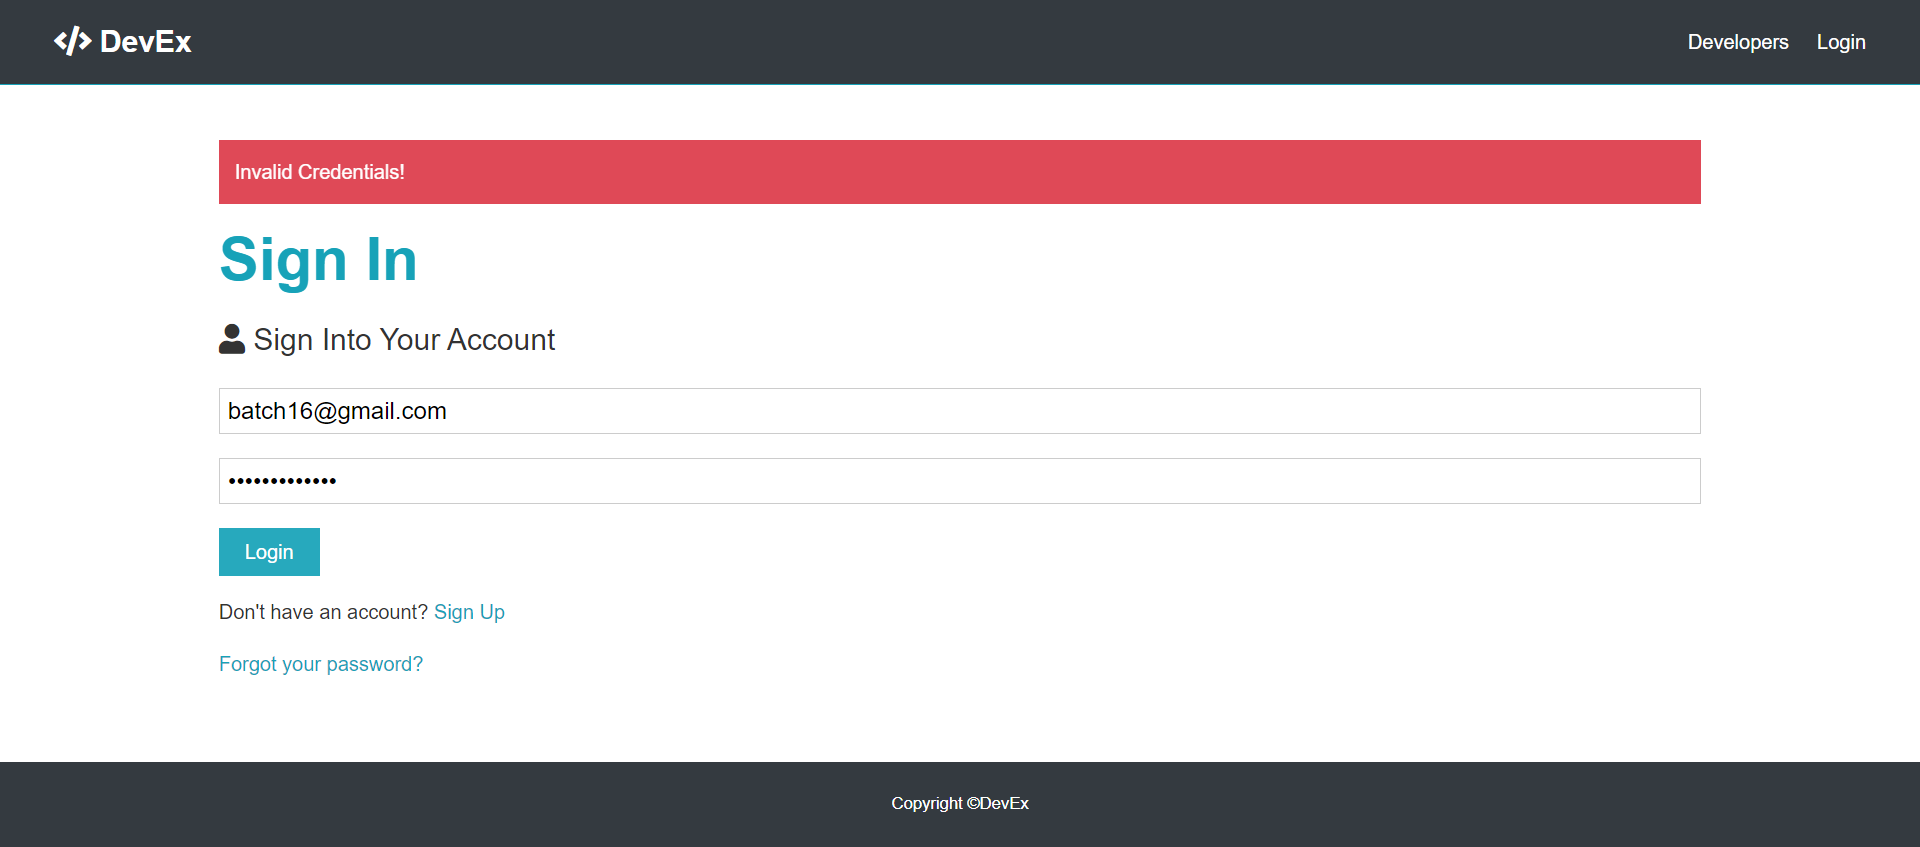 DevEx
Developers Login
Invalid Credentials!
Sign In
Sign Into Your Account
batch16@gmail.com
•••••••••••••
Login
Don't have an account? Sign Up
Forgot your password?
Copyright ©DevEx